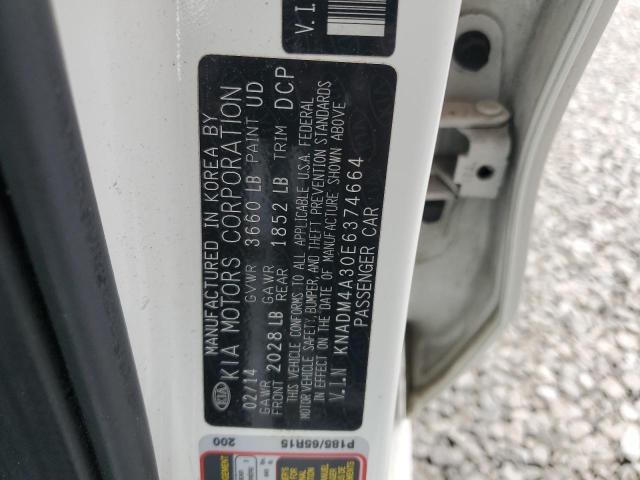 V.I.
MANUFACTURED IN KOREA BY
KIA MOTORS CORPORATION
02/14 GVWR 3660 LB PAINT UD
GAWR FRONT 2028 LB GAWR REAR 1852 LB TRIM DCP
THIS VEHICLE CONFORMS TO ALL APPLICABLE U.S.A. FEDERAL
MOTOR VEHICLE SAFETY, BUMPER, AND THEFT PREVENTION STANDARDS
IN EFFECT ON THE DATE OF MANUFACTURE SHOWN ABOVE
V.I.N KNADM4A30E6374664
PASSENGER CAR
KIA
P185/65R15
200